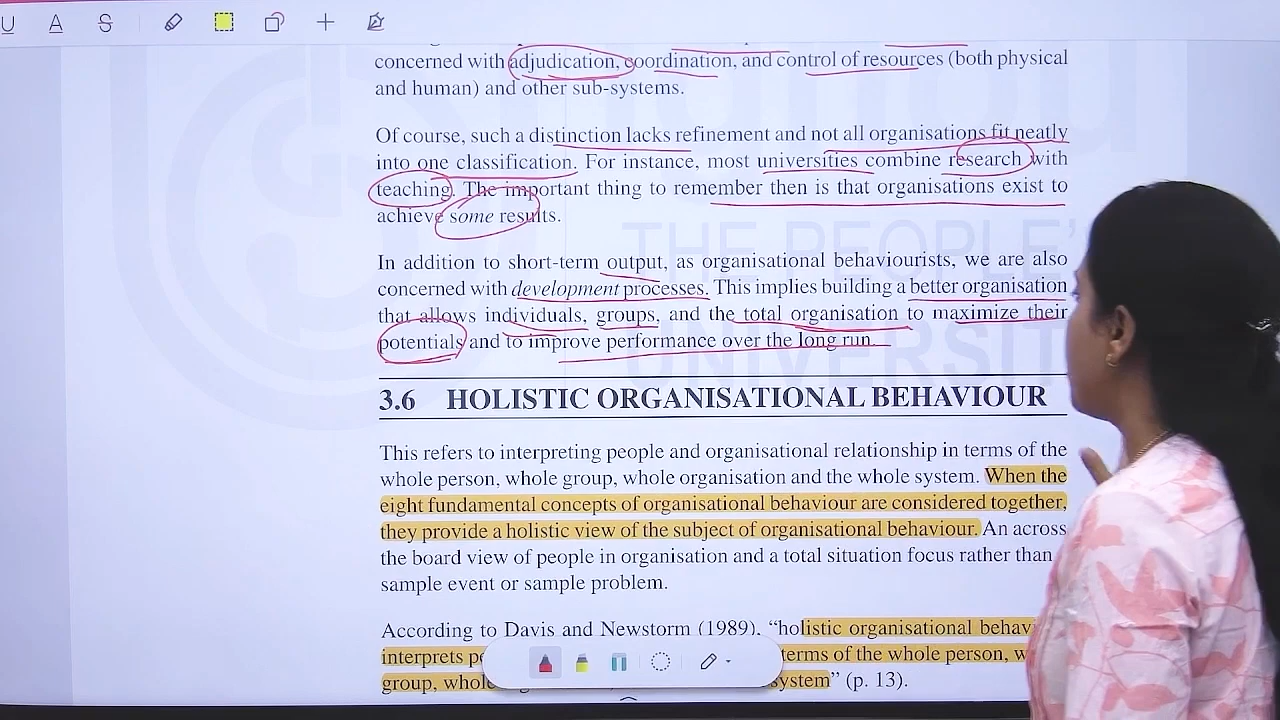 concerned with adjudication, coordination, and control of resources (both physical
and human) and other sub-systems.
Of course, such a distinction lacks refinement and not all organisations fit neatly
into one classification. For instance, most universities combine research with
teaching. The important thing to remember then is that organisations exist to
achieve some results.
In addition to short-term output, as organisational behaviourists, we are also
concerned with development processes. This implies building a better organisation
that allows individuals, groups, and the total organisation to maximize their
potentials and to improve performance over the long run.
3.6 HOLISTIC ORGANISATIONAL BEHAVIOUR
This refers to interpreting people and organisational relationship in terms of the
whole person, whole group, whole organisation and the whole system. When the
eight fundamental concepts of organisational behaviour are considered together,
they provide a holistic view of the subject of organisational behaviour. An across
the board view of people in organisation and a total situation focus rather than
sample event or sample problem.
According to Davis and Newstorm (1989), “holistic organisational behav
interprets pe terms of the whole person, w
group, whol system” (p. 13).
THE PEOPLE'
UNIVERSIT
U A S